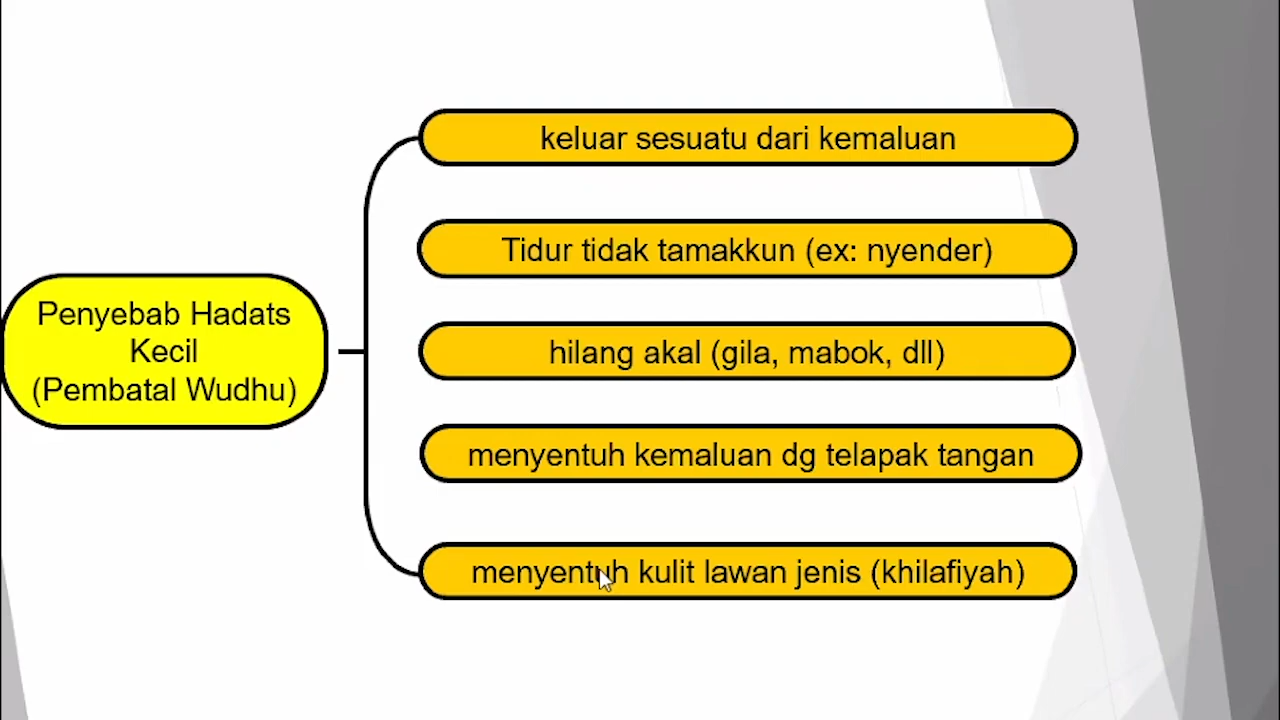 Penyebab Hadats
Kecil
(Pembatal Wudhu)
keluar sesuatu dari kemaluan
Tidur tidak tamakkun (ex: nyender)
hilang akal (gila, mabok, dll)
menyentuh kemaluan dg telapak tangan
menyentuh kulit lawan jenis (khilafiyah)